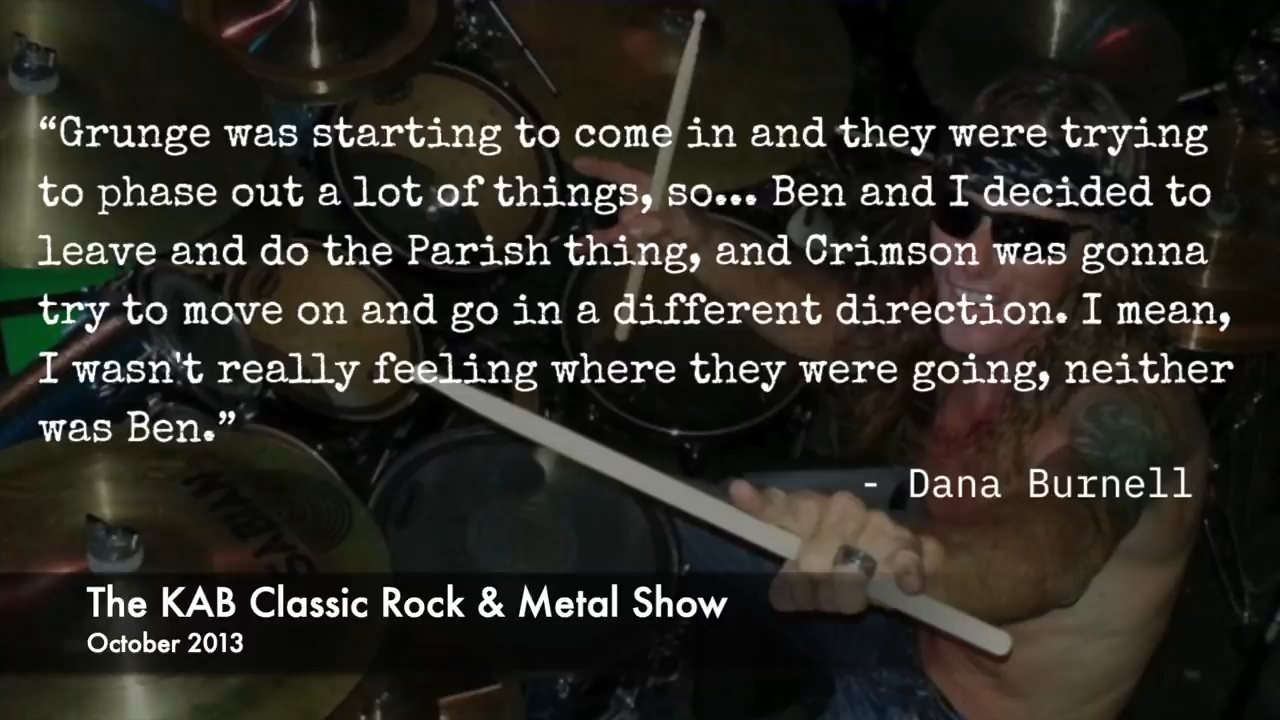 “Grunge was starting to come in and they were trying
to phase out a lot of things, so... Ben and I decided to
leave and do the Parish thing, and Crimson was gonna
try to move on and go in a different direction. I mean,
I wasn't really feeling where they were going, neither
was Ben.”
- Dana Burnell
SABIAN
The KAB Classic Rock & Metal Show
October 2013